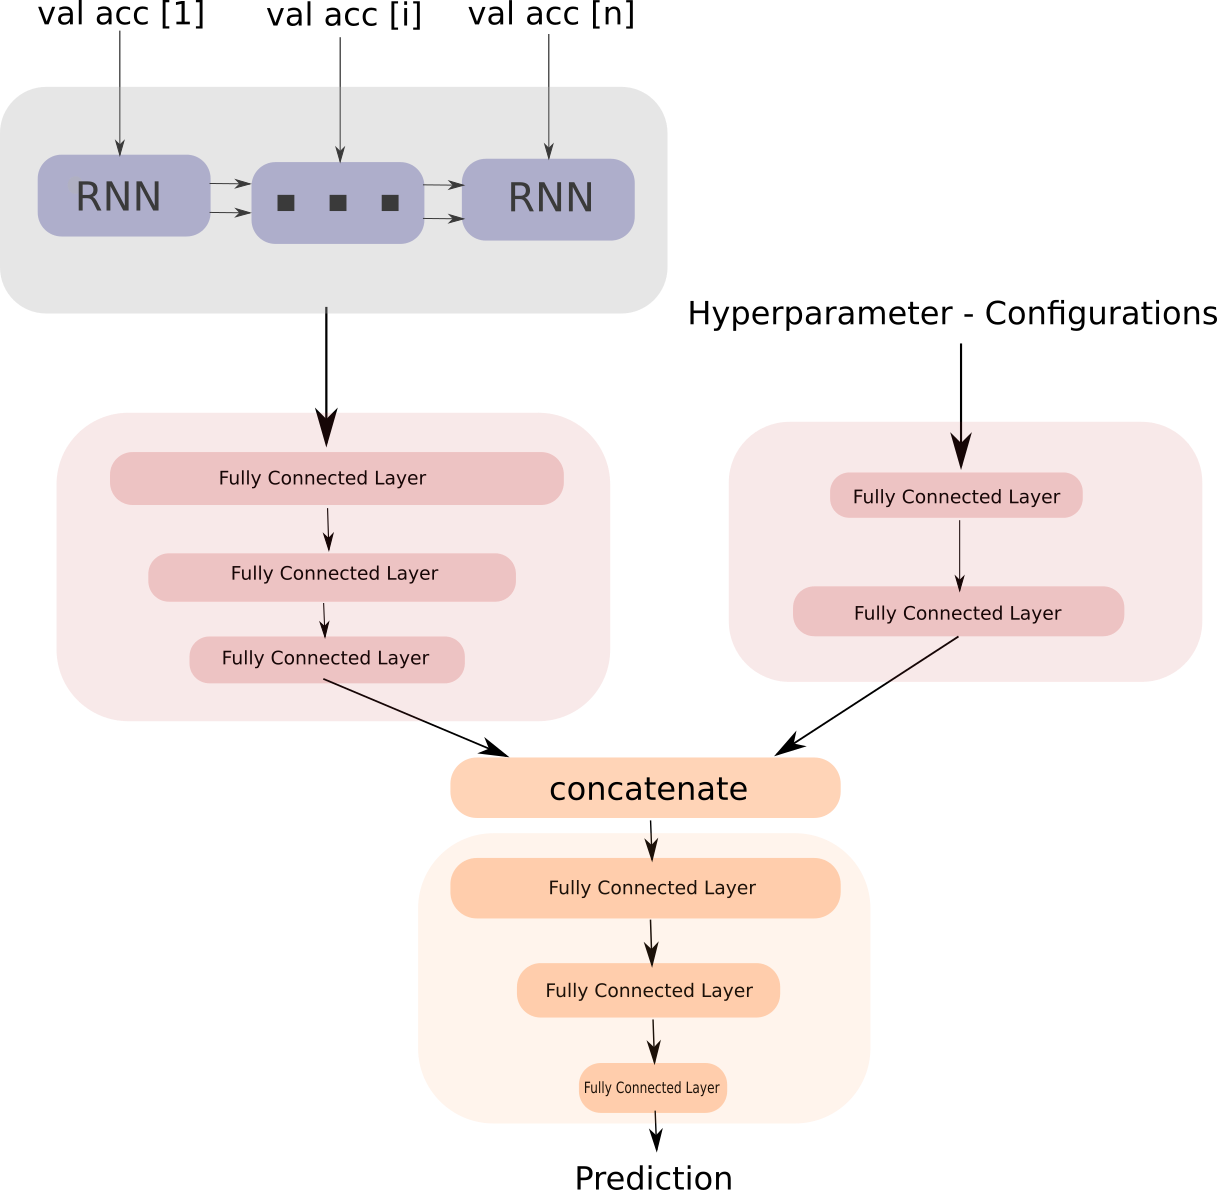 val acc [1]
val acc [i]
val acc [n]
RNN
RNN
Hyperparameter - Configurations
Fully Connected Layer
Fully Connected Layer
Fully Connected Layer
Fully Connected Layer
Fully Connected Layer
concatenate
Fully Connected Layer
Fully Connected Layer
Fully Connected Layer
Prediction